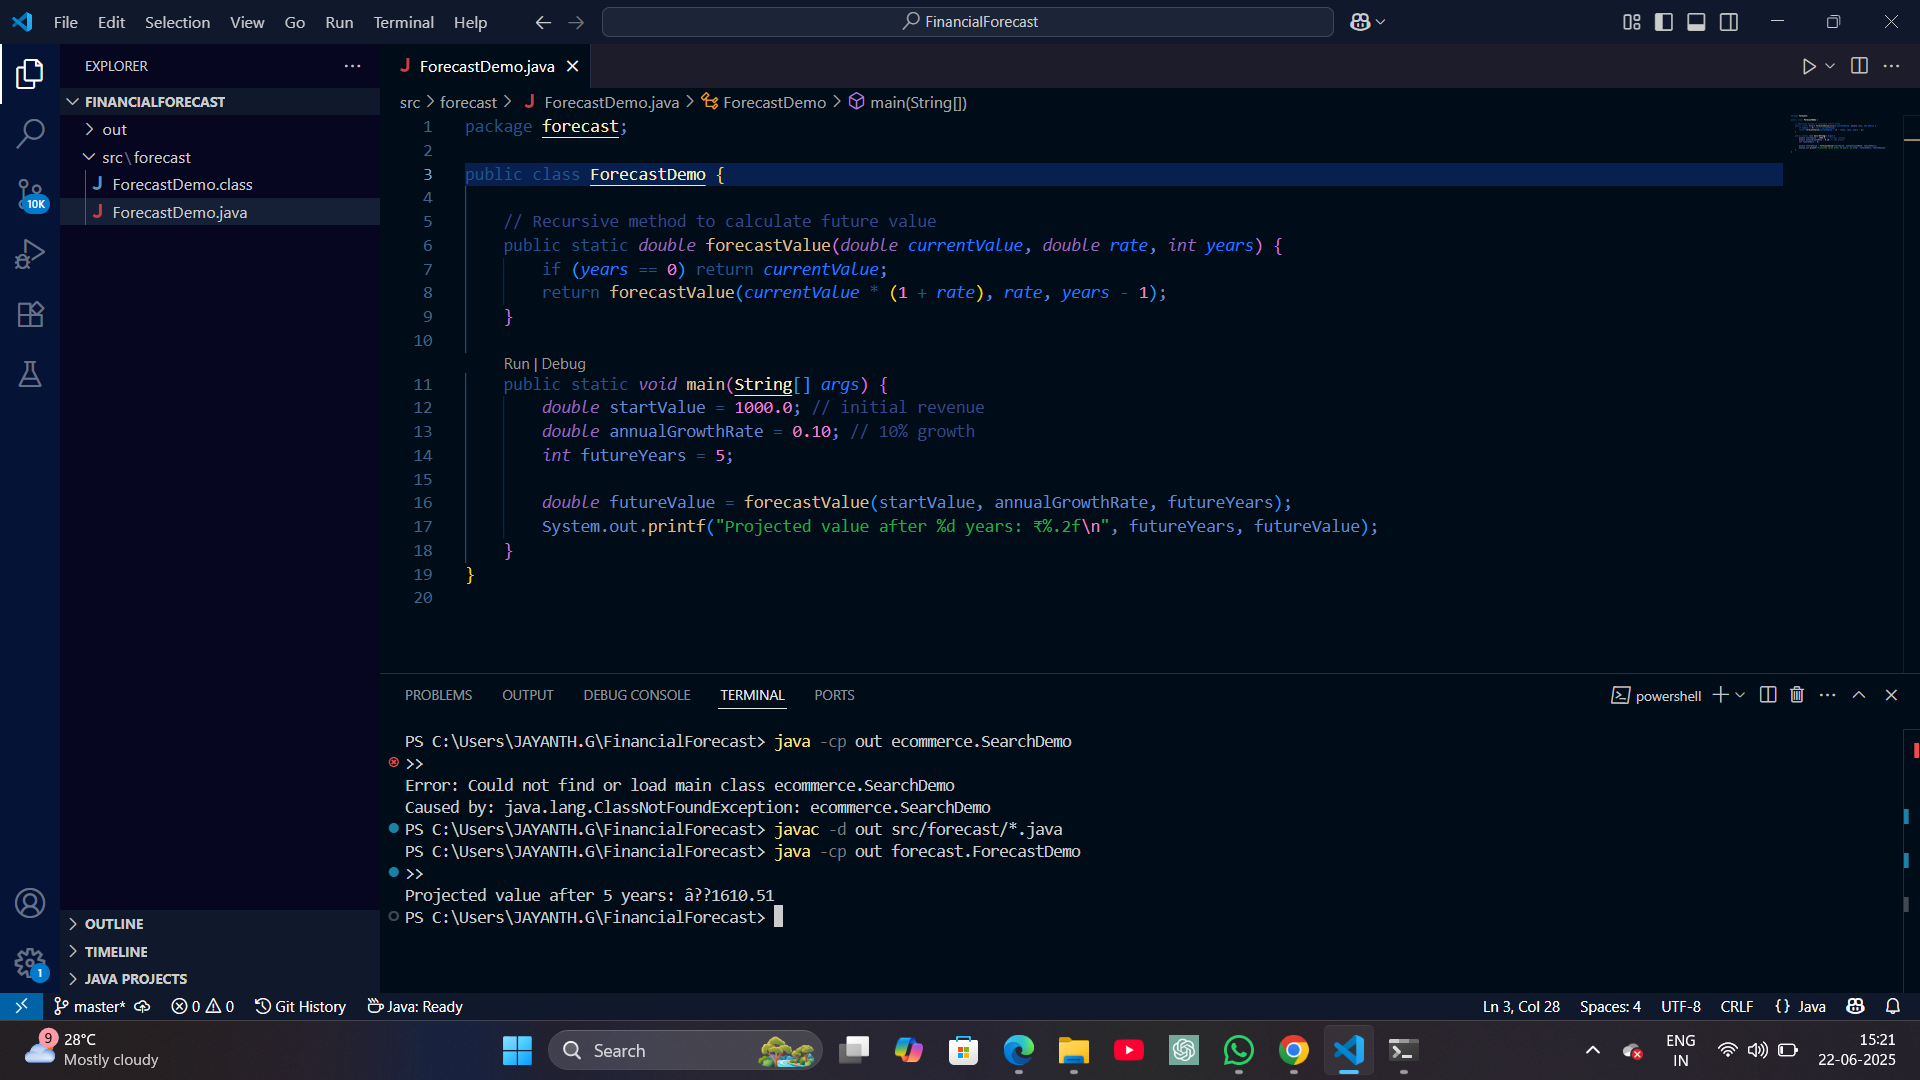 File Edit Selection View Go Run Terminal Help
FinancialForecast
EXPLORER
FINANCIALFORECAST
out
src\forecast
J ForecastDemo.class
J ForecastDemo.java
10K
OUTLINE
TIMELINE
JAVA PROJECTS
1
J ForecastDemo.java
src > forecast > J ForecastDemo.java > ForecastDemo > main(String[])
1 package forecast;
2
3 public class ForecastDemo {
4
5 // Recursive method to calculate future value
6 public static double forecastValue(double currentValue, double rate, int years) {
7 if (years == 0) return currentValue;
8 return forecastValue(currentValue * (1 + rate), rate, years - 1);
9 }
10
Run | Debug
11 public static void main(String[] args) {
12 double startValue = 1000.0; // initial revenue
13 double annualGrowthRate = 0.10; // 10% growth
14 int futureYears = 5;
15
16 double futureValue = forecastValue(startValue, annualGrowthRate, futureYears);
17 System.out.printf("Projected value after %d years: ₹%.2f\n", futureYears, futureValue);
18 }
19 }
20
PROBLEMS OUTPUT DEBUG CONSOLE TERMINAL PORTS
powershell
PS C:\Users\JAYANTH.G\FinancialForecast> java -cp out ecommerce.SearchDemo
>>
Error: Could not find or load main class ecommerce.SearchDemo
Caused by: java.lang.ClassNotFoundException: ecommerce.SearchDemo
PS C:\Users\JAYANTH.G\FinancialForecast> javac -d out src/forecast/*.java
PS C:\Users\JAYANTH.G\FinancialForecast> java -cp out forecast.ForecastDemo
>>
Projected value after 5 years: â??1610.51
PS C:\Users\JAYANTH.G\FinancialForecast>
master* 0 0 Git History Java: Ready
Ln 3, Col 28 Spaces: 4 UTF-8 CRLF {} Java
9
28°C
Mostly cloudy
Search
ENG
IN
15:21
22-06-2025